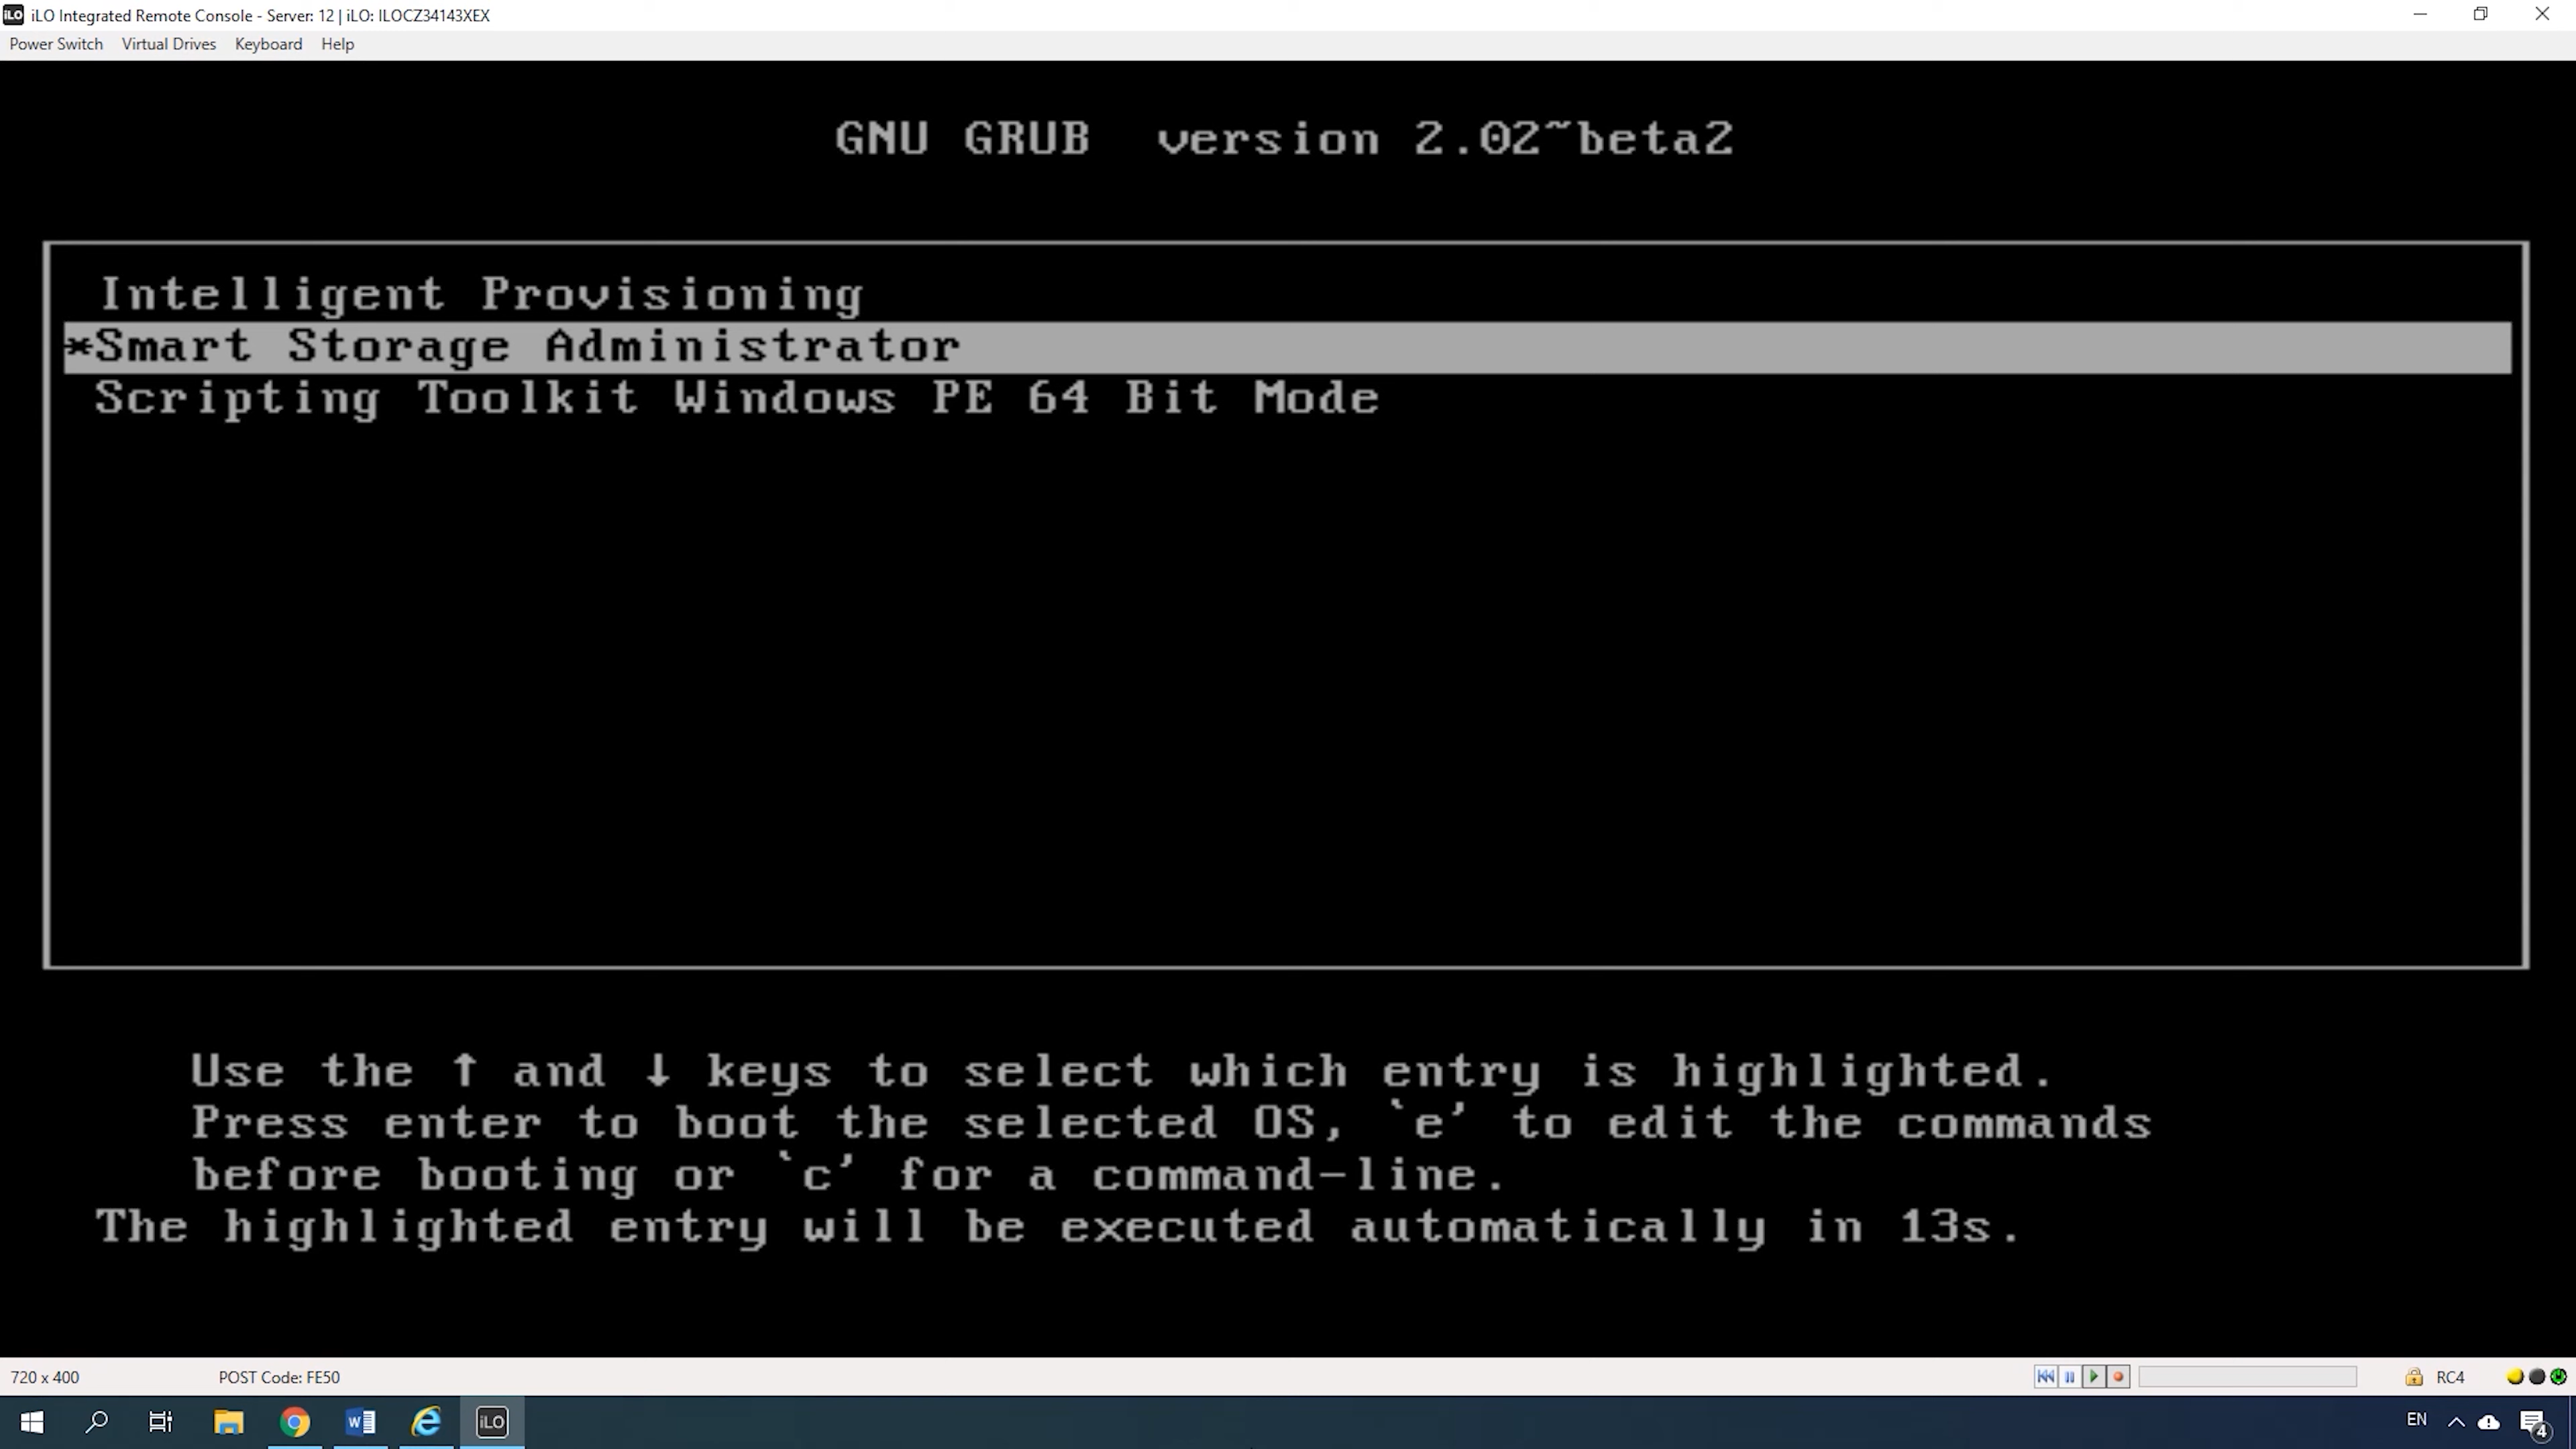 iLO Integrated Remote Console - Server: 12 | iLO: ILOCZ34143XEX
Power Switch Virtual Drives Keyboard Help
GNU GRUB version 2.02~beta2
Intelligent Provisioning
*Smart Storage Administrator
Scripting Toolkit Windows PE 64 Bit Mode
Use the ↑ and ↓ keys to select which entry is highlighted.
Press enter to boot the selected OS, `e' to edit the commands
before booting or `c' for a command-line.
The highlighted entry will be executed automatically in 13s.
720 x 400 POST Code: FE50 RC4
iLO EN 4